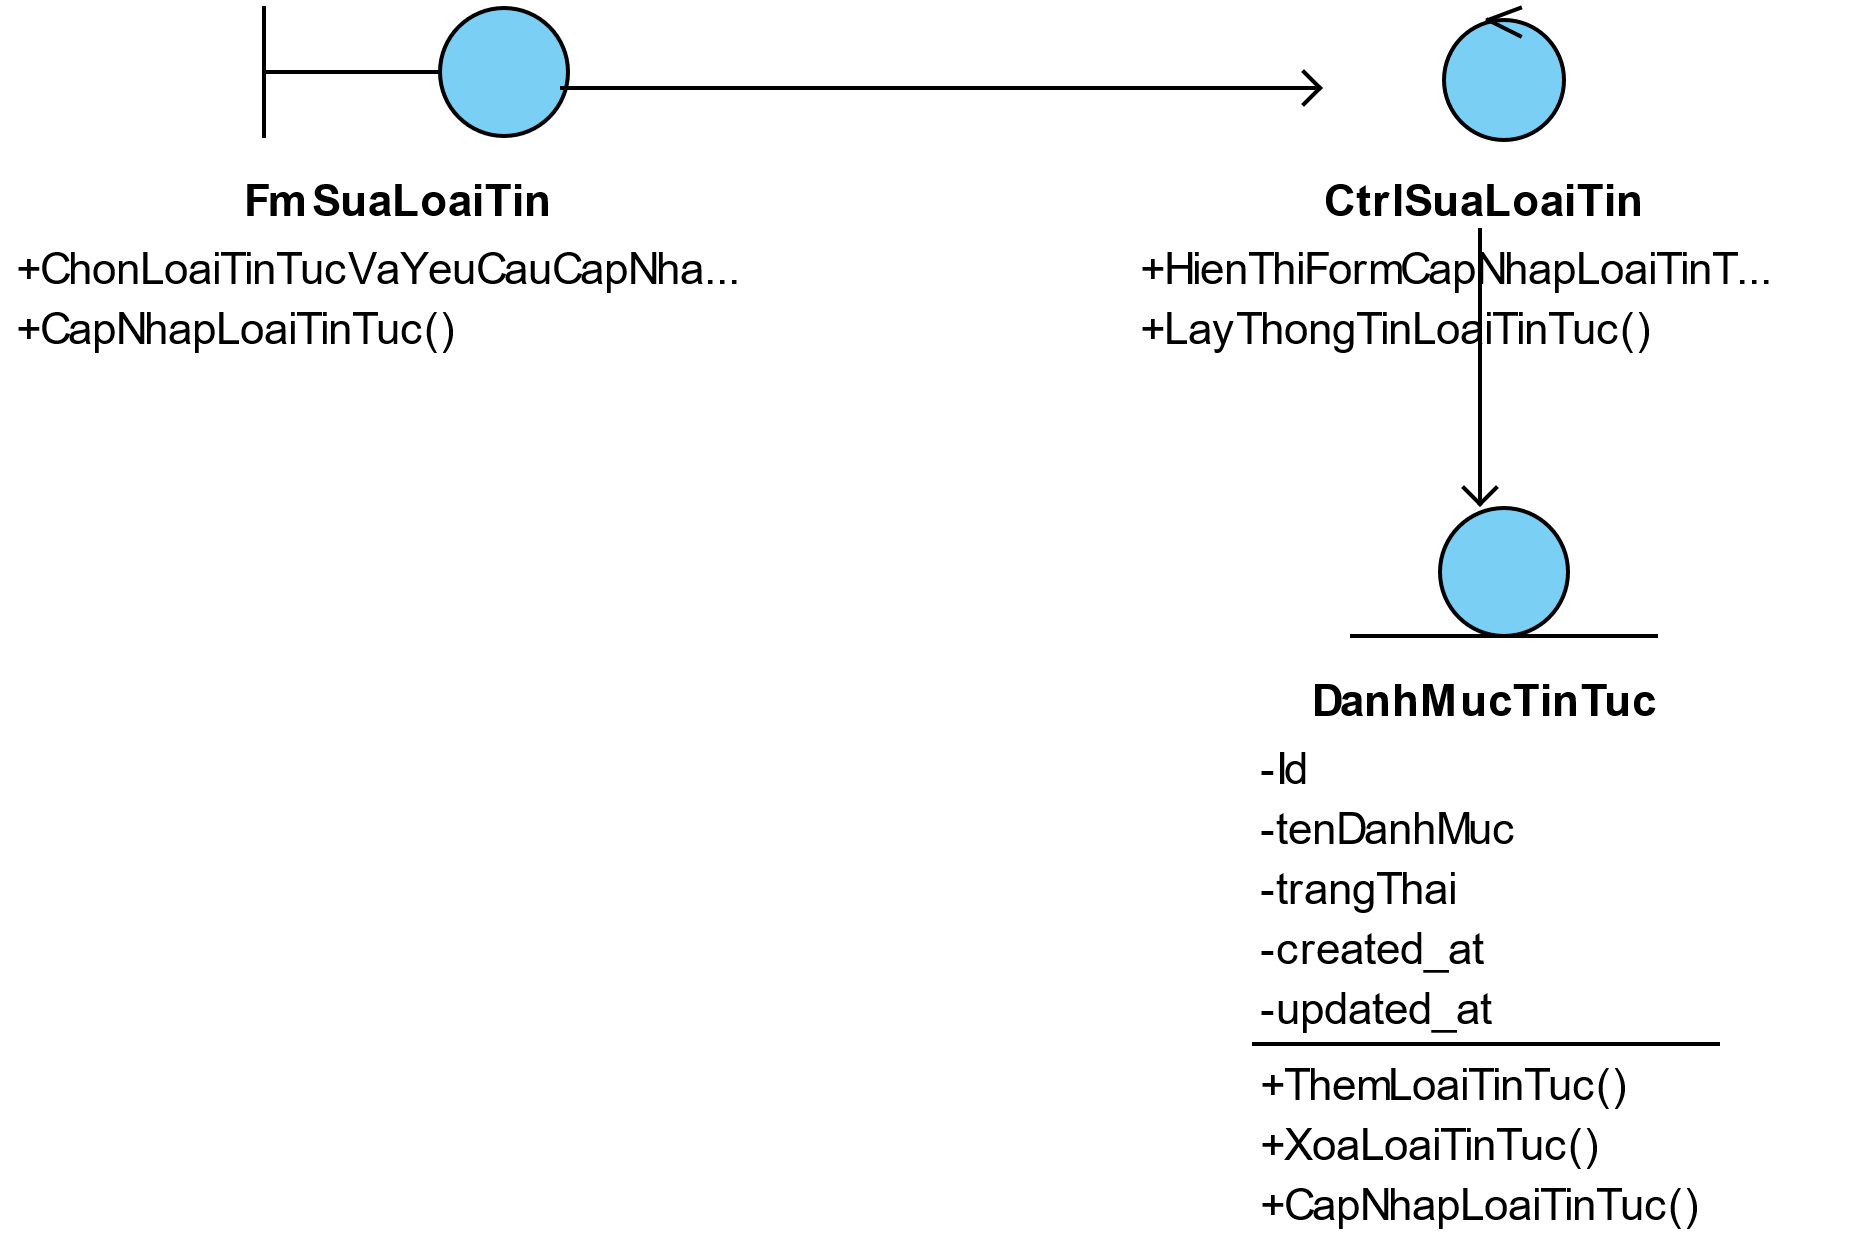 FmSuaLoaiTin
+ChonLoaiTinTucVaYeuCauCapNha...
+CapNhapLoaiTinTuc()
CtrlSuaLoaiTin
+HienThiFormCapNhapLoaiTinT...
+LayThongTinLoaiTinTuc()
DanhMucTinTuc
-Id
-tenDanhMuc
-trangThai
-created_at
-updated_at
+ThemLoaiTinTuc()
+XoaLoaiTinTuc()
+CapNhapLoaiTinTuc()